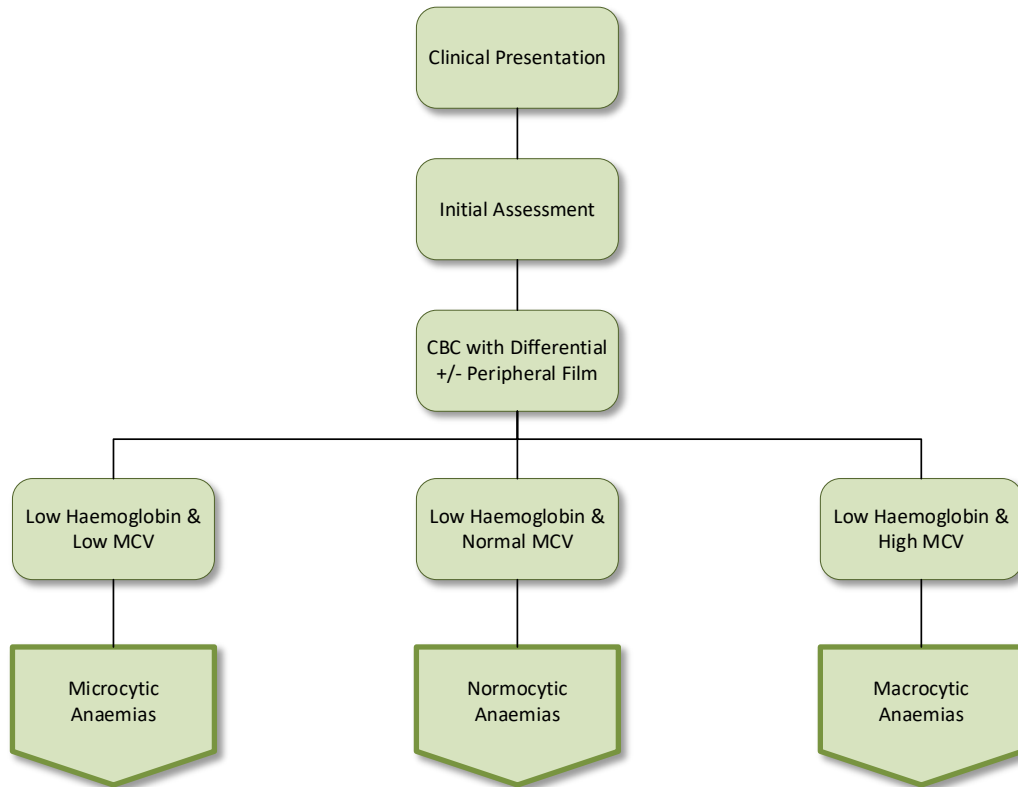 Clinical Presentation
Initial Assessment
CBC with Differential
+/- Peripheral Film
Low Haemoglobin &
Low MCV
Low Haemoglobin &
Normal MCV
Low Haemoglobin &
High MCV
Microcytic
Anaemias
Normocytic
Anaemias
Macrocytic
Anaemias